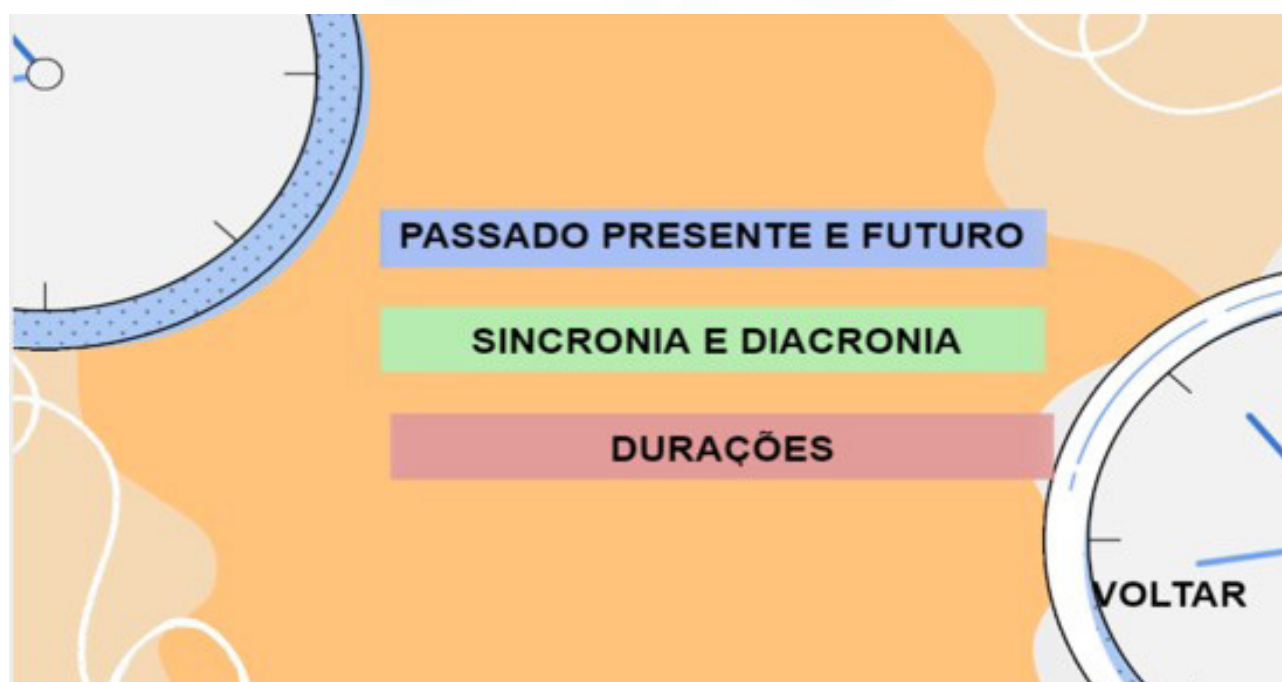 PASSADO PRESENTE E FUTURO
SINCRONIA E DIACRONIA
DURAÇÕES
VOLTAR